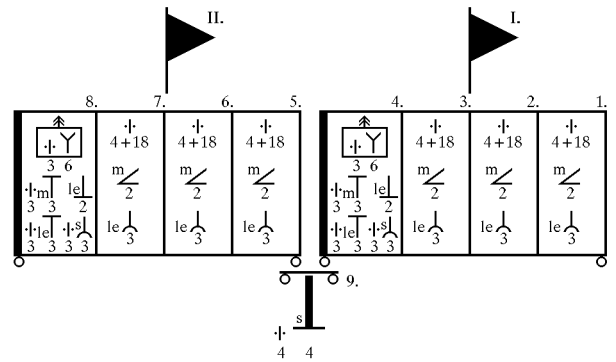 II. I.
8. 7. 6. 5. 4. 3. 2. 1.
4+18 4+18 4+18 4+18 4+18 4+18
3 6 3 6
m m m m m m m m
le le
3 3 2 2 2 2 3 3 2 2 2 2
le s le le le le s le le le
3 3 3 3 3 3 3 3 3 3 3 3 3 3
9.
s
4 4